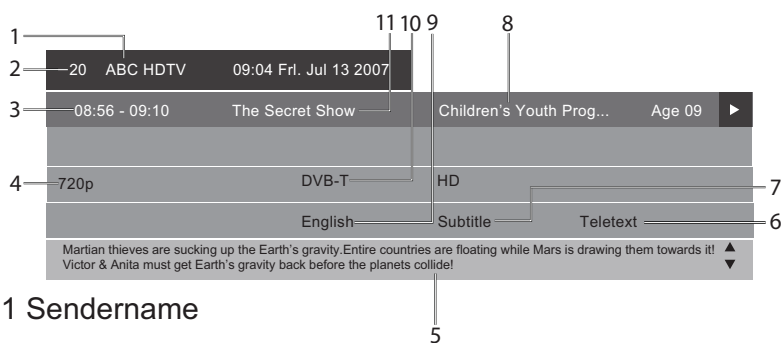 1110 9 8
1
2 20 ABC HDTV 09:04 Frl. Jul 13 2007
3 08:56 - 09:10 The Secret Show Children's Youth Prog... Age 09
4 720p DVB-T HD
7
English Subtitle Teletext 6
Martian thieves are sucking up the Earth's gravity.Entire countries are floating while Mars is drawing them towards it!
Victor & Anita must get Earth's gravity back before the planets collide!
1 Sendername
5